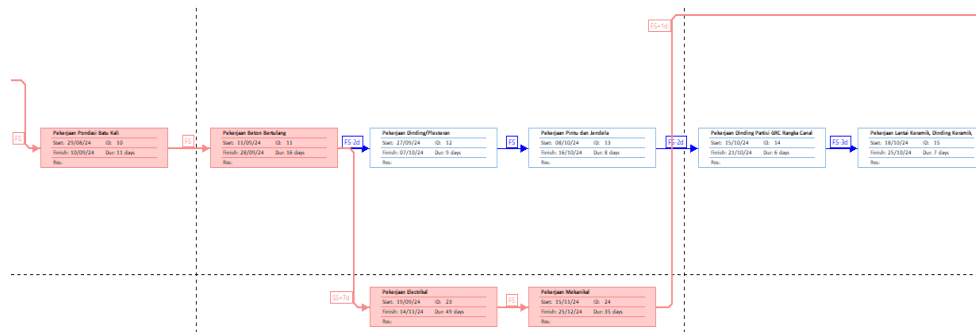 FS+6d
FS
Pekerjaan Pondasi Batu Kali
Start: 29/08/24 ID: 10
Finish: 10/09/24 Dur: 11 days
Res:
FS
Pekerjaan Beton Bertulang
Start: 11/09/24 ID: 11
Finish: 28/09/24 Dur: 16 days
Res:
FS-2d
Pekerjaan Dinding/Plesteran
Start: 27/09/24 ID: 12
Finish: 07/10/24 Dur: 9 days
Res:
FS
Pekerjaan Pintu dan Jendela
Start: 08/10/24 ID: 13
Finish: 16/10/24 Dur: 8 days
Res:
FS-2d
Pekerjaan Dinding Partisi GRC Rangka Canal
Start: 15/10/24 ID: 14
Finish: 21/10/24 Dur: 6 days
Res:
FS-3d
Pekerjaan Lantai Keramik, Dinding Keramik,
Start: 18/10/24 ID: 15
Finish: 25/10/24 Dur: 7 days
Res:
SS+7d
Pekerjaan Electrikal
Start: 19/09/24 ID: 23
Finish: 14/11/24 Dur: 49 days
Res:
FS
Pekerjaan Mekanikal
Start: 15/11/24 ID: 24
Finish: 25/12/24 Dur: 35 days
Res: